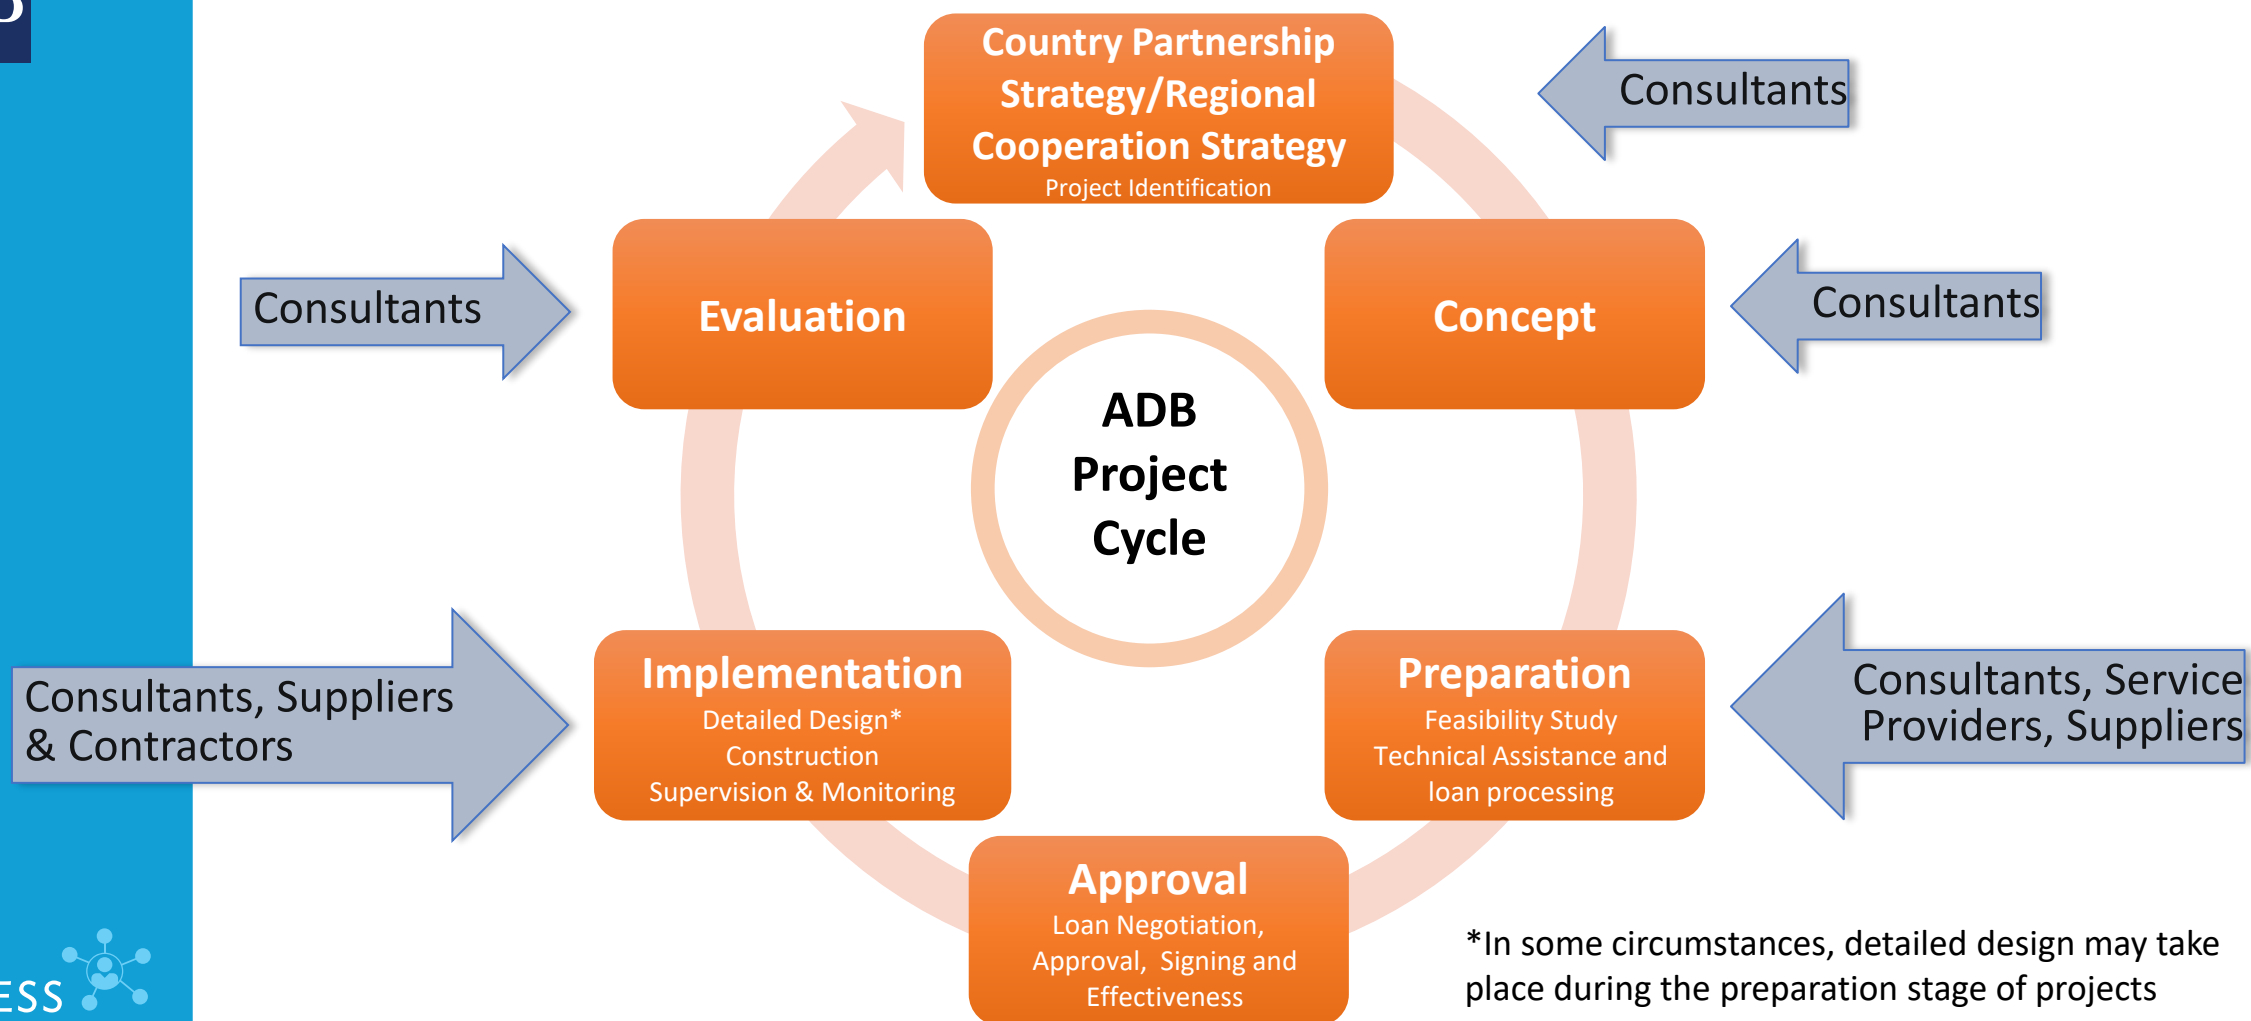 Country Partnership
Strategy/Regional
Cooperation Strategy
Project Identification
Consultants
Concept
Consultants
Preparation
Feasibility Study
Technical Assistance and
loan processing
Consultants, Service
Providers, Suppliers
Approval
Loan Negotiation,
Approval,  Signing and
Effectiveness
Implementation
Detailed Design*
Construction
Supervision & Monitoring
Consultants, Suppliers
& Contractors
Evaluation
Consultants
ADB
Project
Cycle
*In some circumstances, detailed design may take
place during the preparation stage of projects